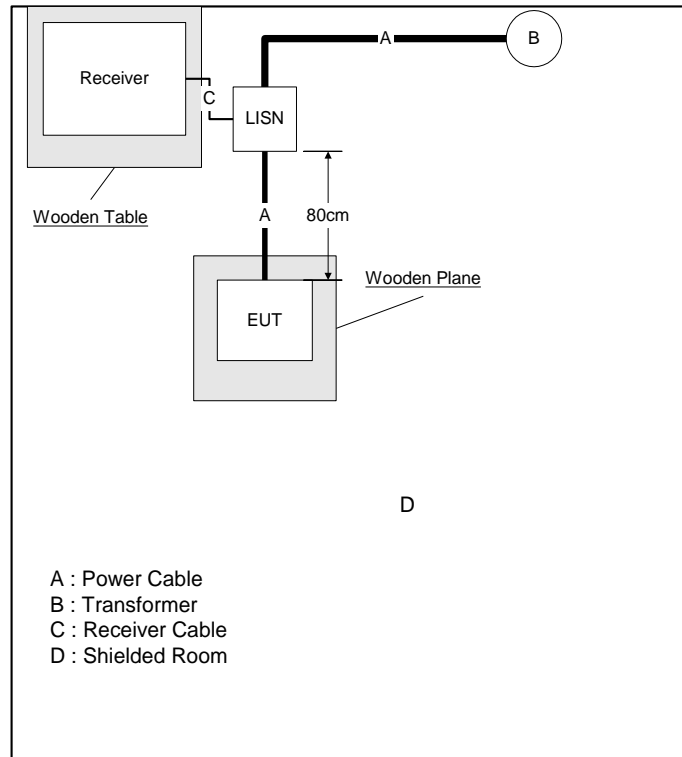 A
B
Receiver
C
LISN
Wooden Table
A
80cm
Wooden Plane
EUT
D
A : Power Cable
B : Transformer
C : Receiver Cable
D : Shielded Room